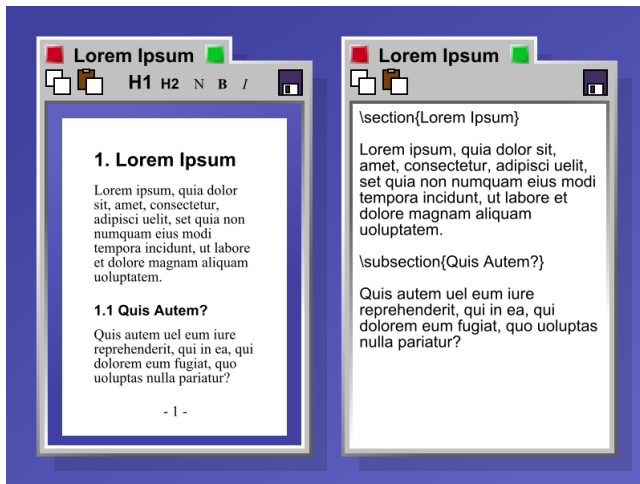 Lorem Ipsum
H1 H2 N B I
1. Lorem Ipsum
Lorem ipsum, quia dolor
sit, amet, consectetur,
adipisci uelit, set quia non
numquam eius modi
tempora incidunt, ut labore
et dolore magnam aliquam
uoluptatem.
1.1 Quis Autem?
Quis autem uel eum iure
reprehenderit, qui in ea, qui
dolorem eum fugiat, quo
uoluptas nulla pariatur?
- 1 -
Lorem Ipsum
\section{Lorem Ipsum}
Lorem ipsum, quia dolor sit,
amet, consectetur, adipisci uelit,
set quia non numquam eius modi
tempora incidunt, ut labore et
dolore magnam aliquam
uoluptatem.
\subsection{Quis Autem?}
Quis autem uel eum iure
reprehenderit, qui in ea, qui
dolorem eum fugiat, quo uoluptas
nulla pariatur?